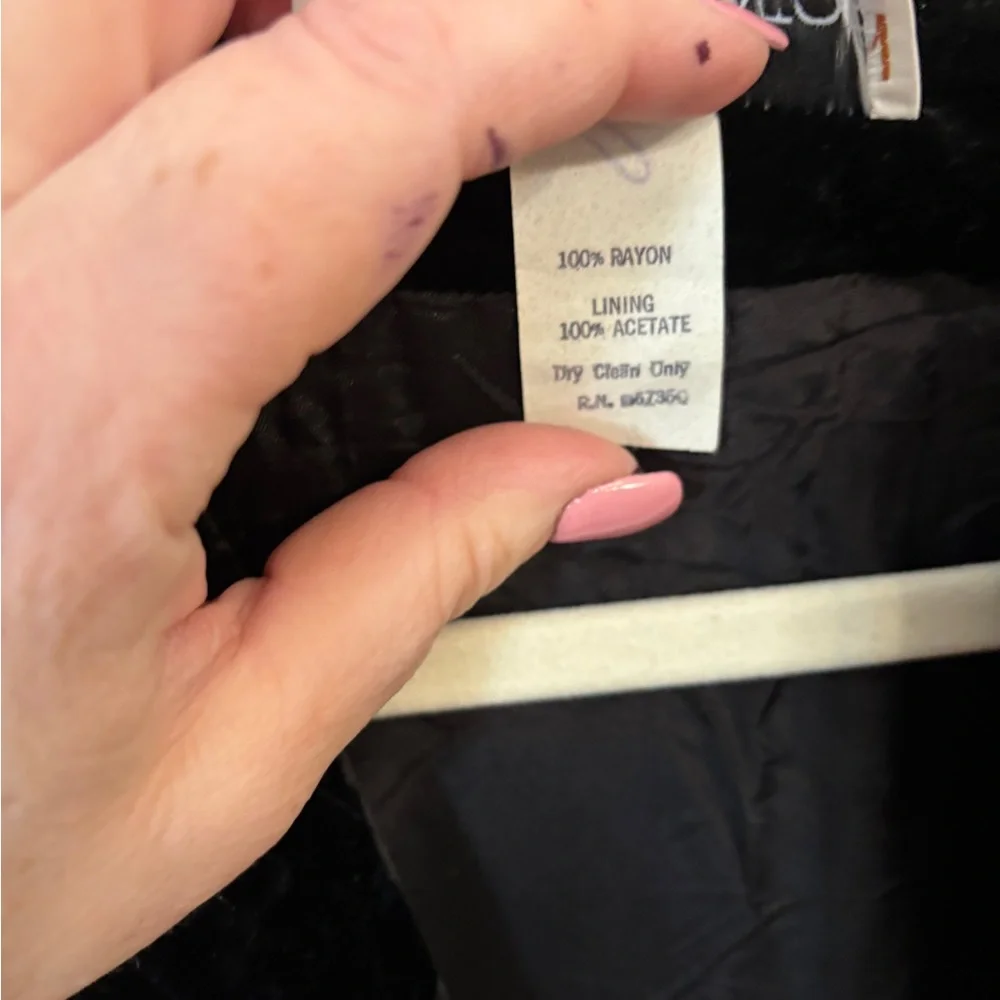 100% RAYON
LINING
100% ACETATE
Dry Clean Only
R.N.